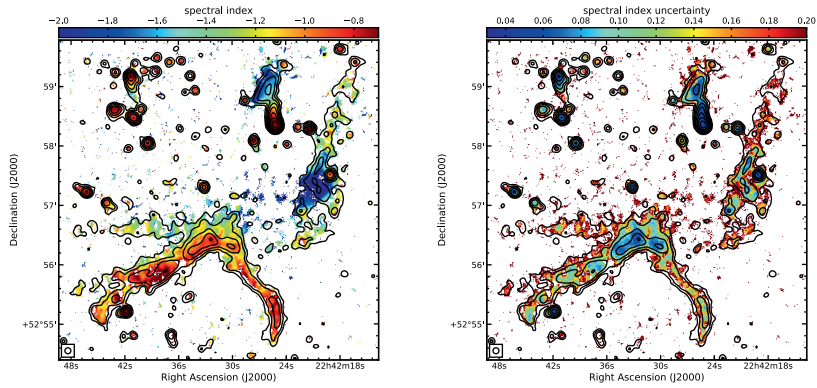 spectral index
−2.0 −1.8 −1.6 −1.4 −1.2 −1.0 −0.8
59'
58'
57'
56'
+52°55'
Declination (J2000)
48s 42s 36s 30s 24s 22h42m18s
Right Ascension (J2000)
spectral index uncertainty
0.04 0.06 0.08 0.10 0.12 0.14 0.16 0.18 0.20
59'
58'
57'
56'
+52°55'
Declination (J2000)
48s 42s 36s 30s 24s 22h42m18s
Right Ascension (J2000)